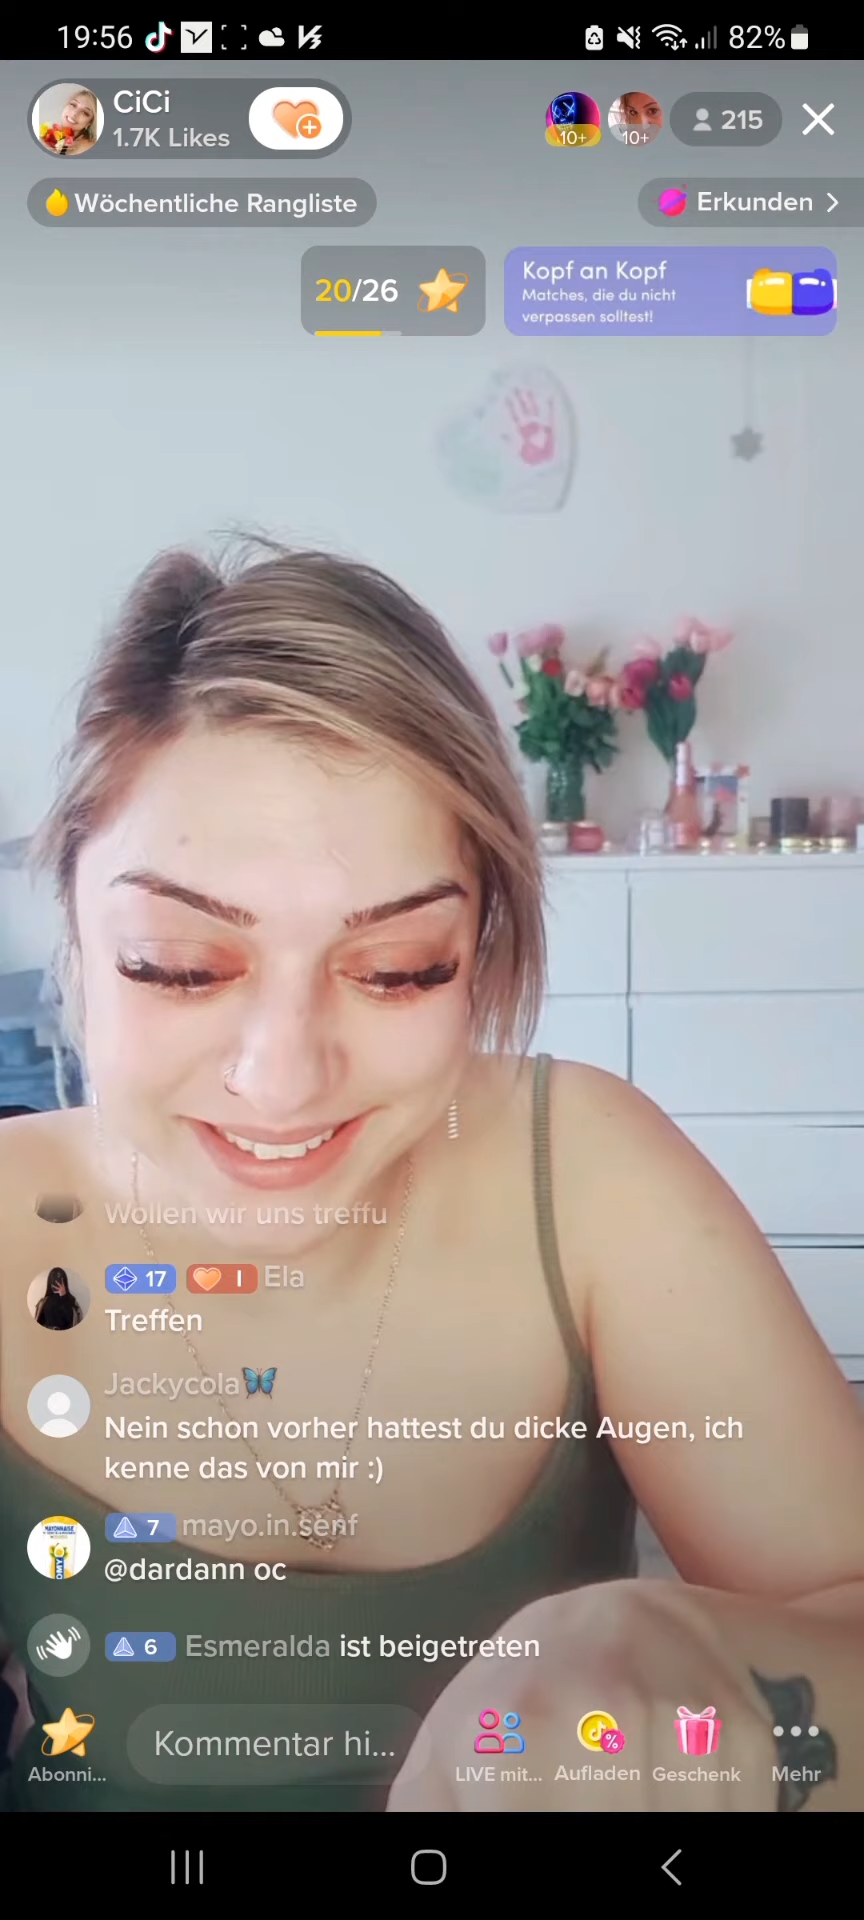 19:56
82%
CiCi
1.7K Likes
10+
10+
215
Wöchentliche Rangliste
Erkunden
20/26
Kopf an Kopf
Matches, die du nicht
verpassen solltest!
Wollen wir uns treffu
17 I Ela
Treffen
Jackycola
Nein schon vorher hattest du dicke Augen, ich
kenne das von mir :)
7 mayo.in.senf
@dardann oc
6 Esmeralda ist beigetreten
Kommentar hi...
Abonni...
LIVE mit...
Aufladen
Geschenk
Mehr